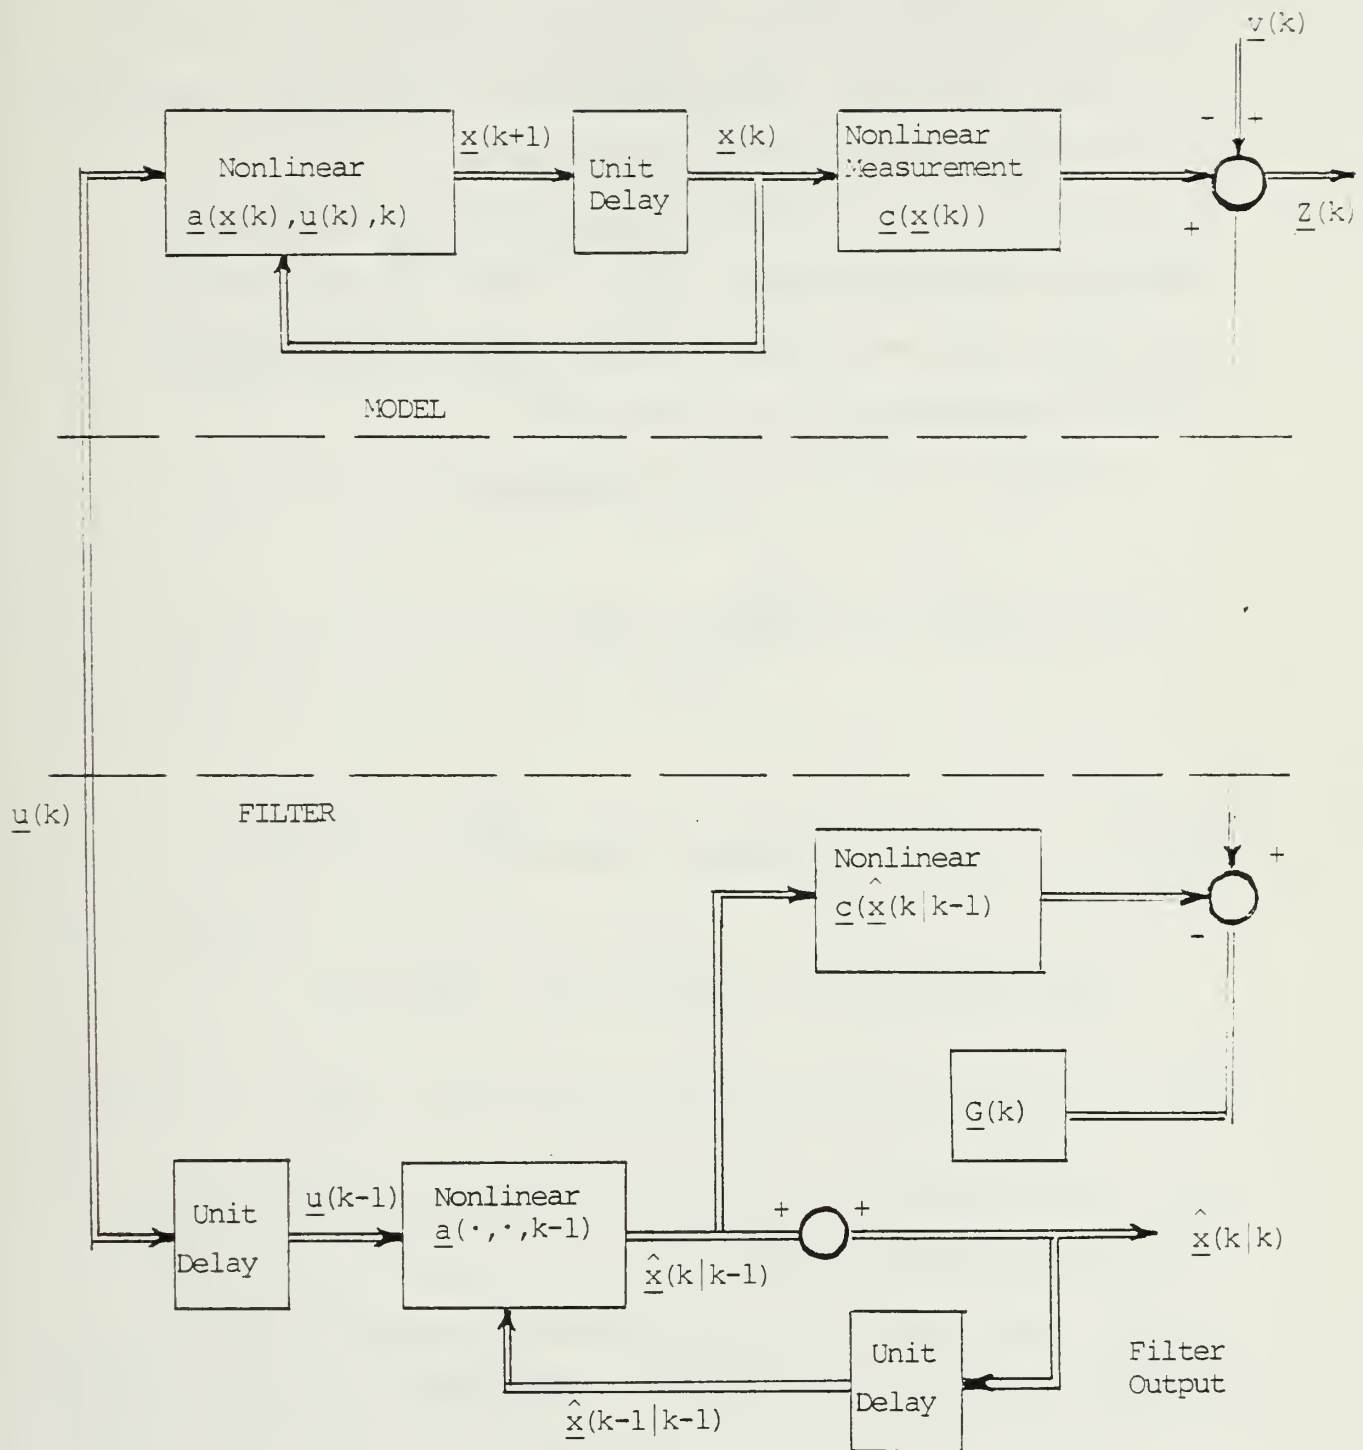 v(k)
- +
Nonlinear
a(x(k),u(k),k)
x(k+1)
Unit
Delay
x(k)
Nonlinear
Measurement
c(x(k))
+
Z(k)
MODEL
u(k)
FILTER
Nonlinear
c(x̂(k|k-1)
+
-
G(k)
Unit
Delay
u(k-1)
Nonlinear
a(·,·,k-1)
x̂(k|k-1)
+ +
x̂(k|k)
Unit
Delay
x̂(k-1|k-1)
Filter
Output